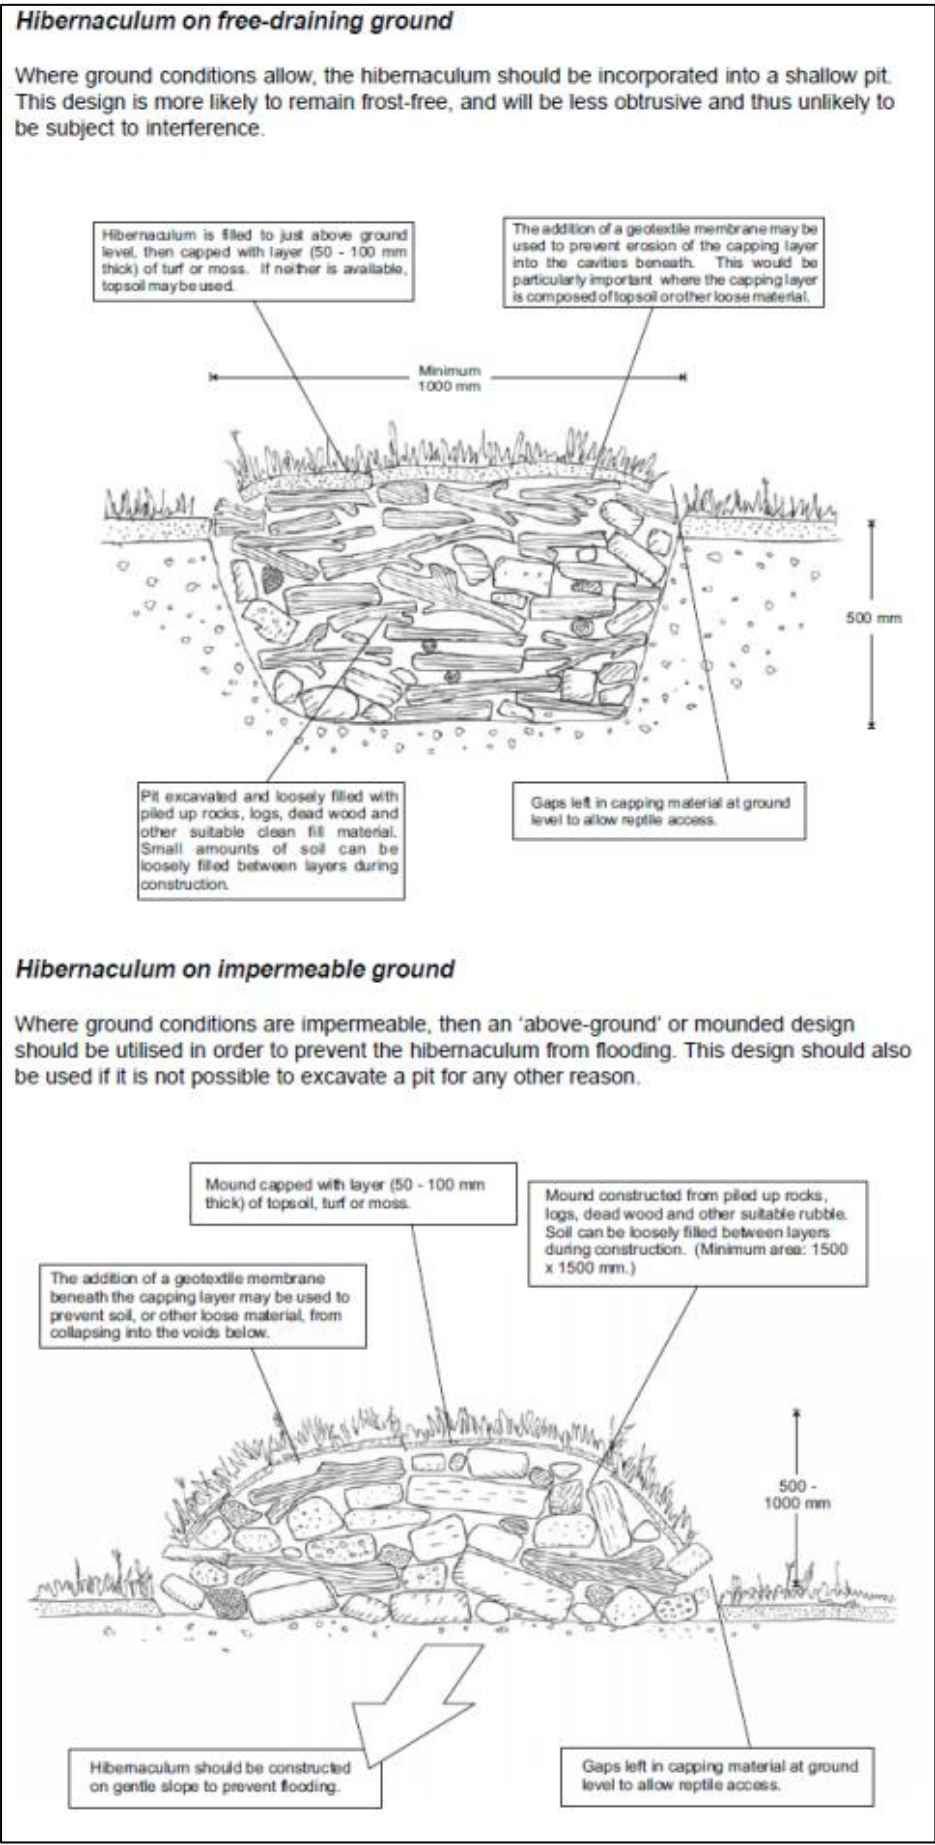 Hibernaculum on free-draining ground
Where ground conditions allow, the hibernaculum should be incorporated into a shallow pit.
This design is more likely to remain frost-free, and will be less obtrusive and thus unlikely to
be subject to interference.
Hibernaculum is filled to just above ground
level, then capped with layer (50 - 100 mm
thick) of turf or moss. If neither is available,
topsoil may be used.
The addition of a geotextile membrane may be
used to prevent erosion of the capping layer
into the cavities beneath. This would be
particularly important where the capping layer
is composed of topsoil or other loose material.
Minimum
1000 mm
500 mm
Pit excavated and loosely filled with
piled up rocks, logs, dead wood and
other suitable clean fill material.
Small amounts of soil can be
loosely filled between layers during
construction.
Gaps left in capping material at ground
level to allow reptile access.
Hibernaculum on impermeable ground
Where ground conditions are impermeable, then an ‘above-ground’ or mounded design
should be utilised in order to prevent the hibernaculum from flooding. This design should also
be used if it is not possible to excavate a pit for any other reason.
Mound capped with layer (50 - 100 mm
thick) of topsoil, turf or moss.
Mound constructed from piled up rocks,
logs, dead wood and other suitable rubble.
Soil can be loosely filled between layers
during construction. (Minimum area: 1500
x 1500 mm.)
The addition of a geotextile membrane
beneath the capping layer may be used to
prevent soil, or other loose material, from
collapsing into the voids below.
500 -
1000 mm
Hibernaculum should be constructed
on gentle slope to prevent flooding.
Gaps left in capping material at ground
level to allow reptile access.